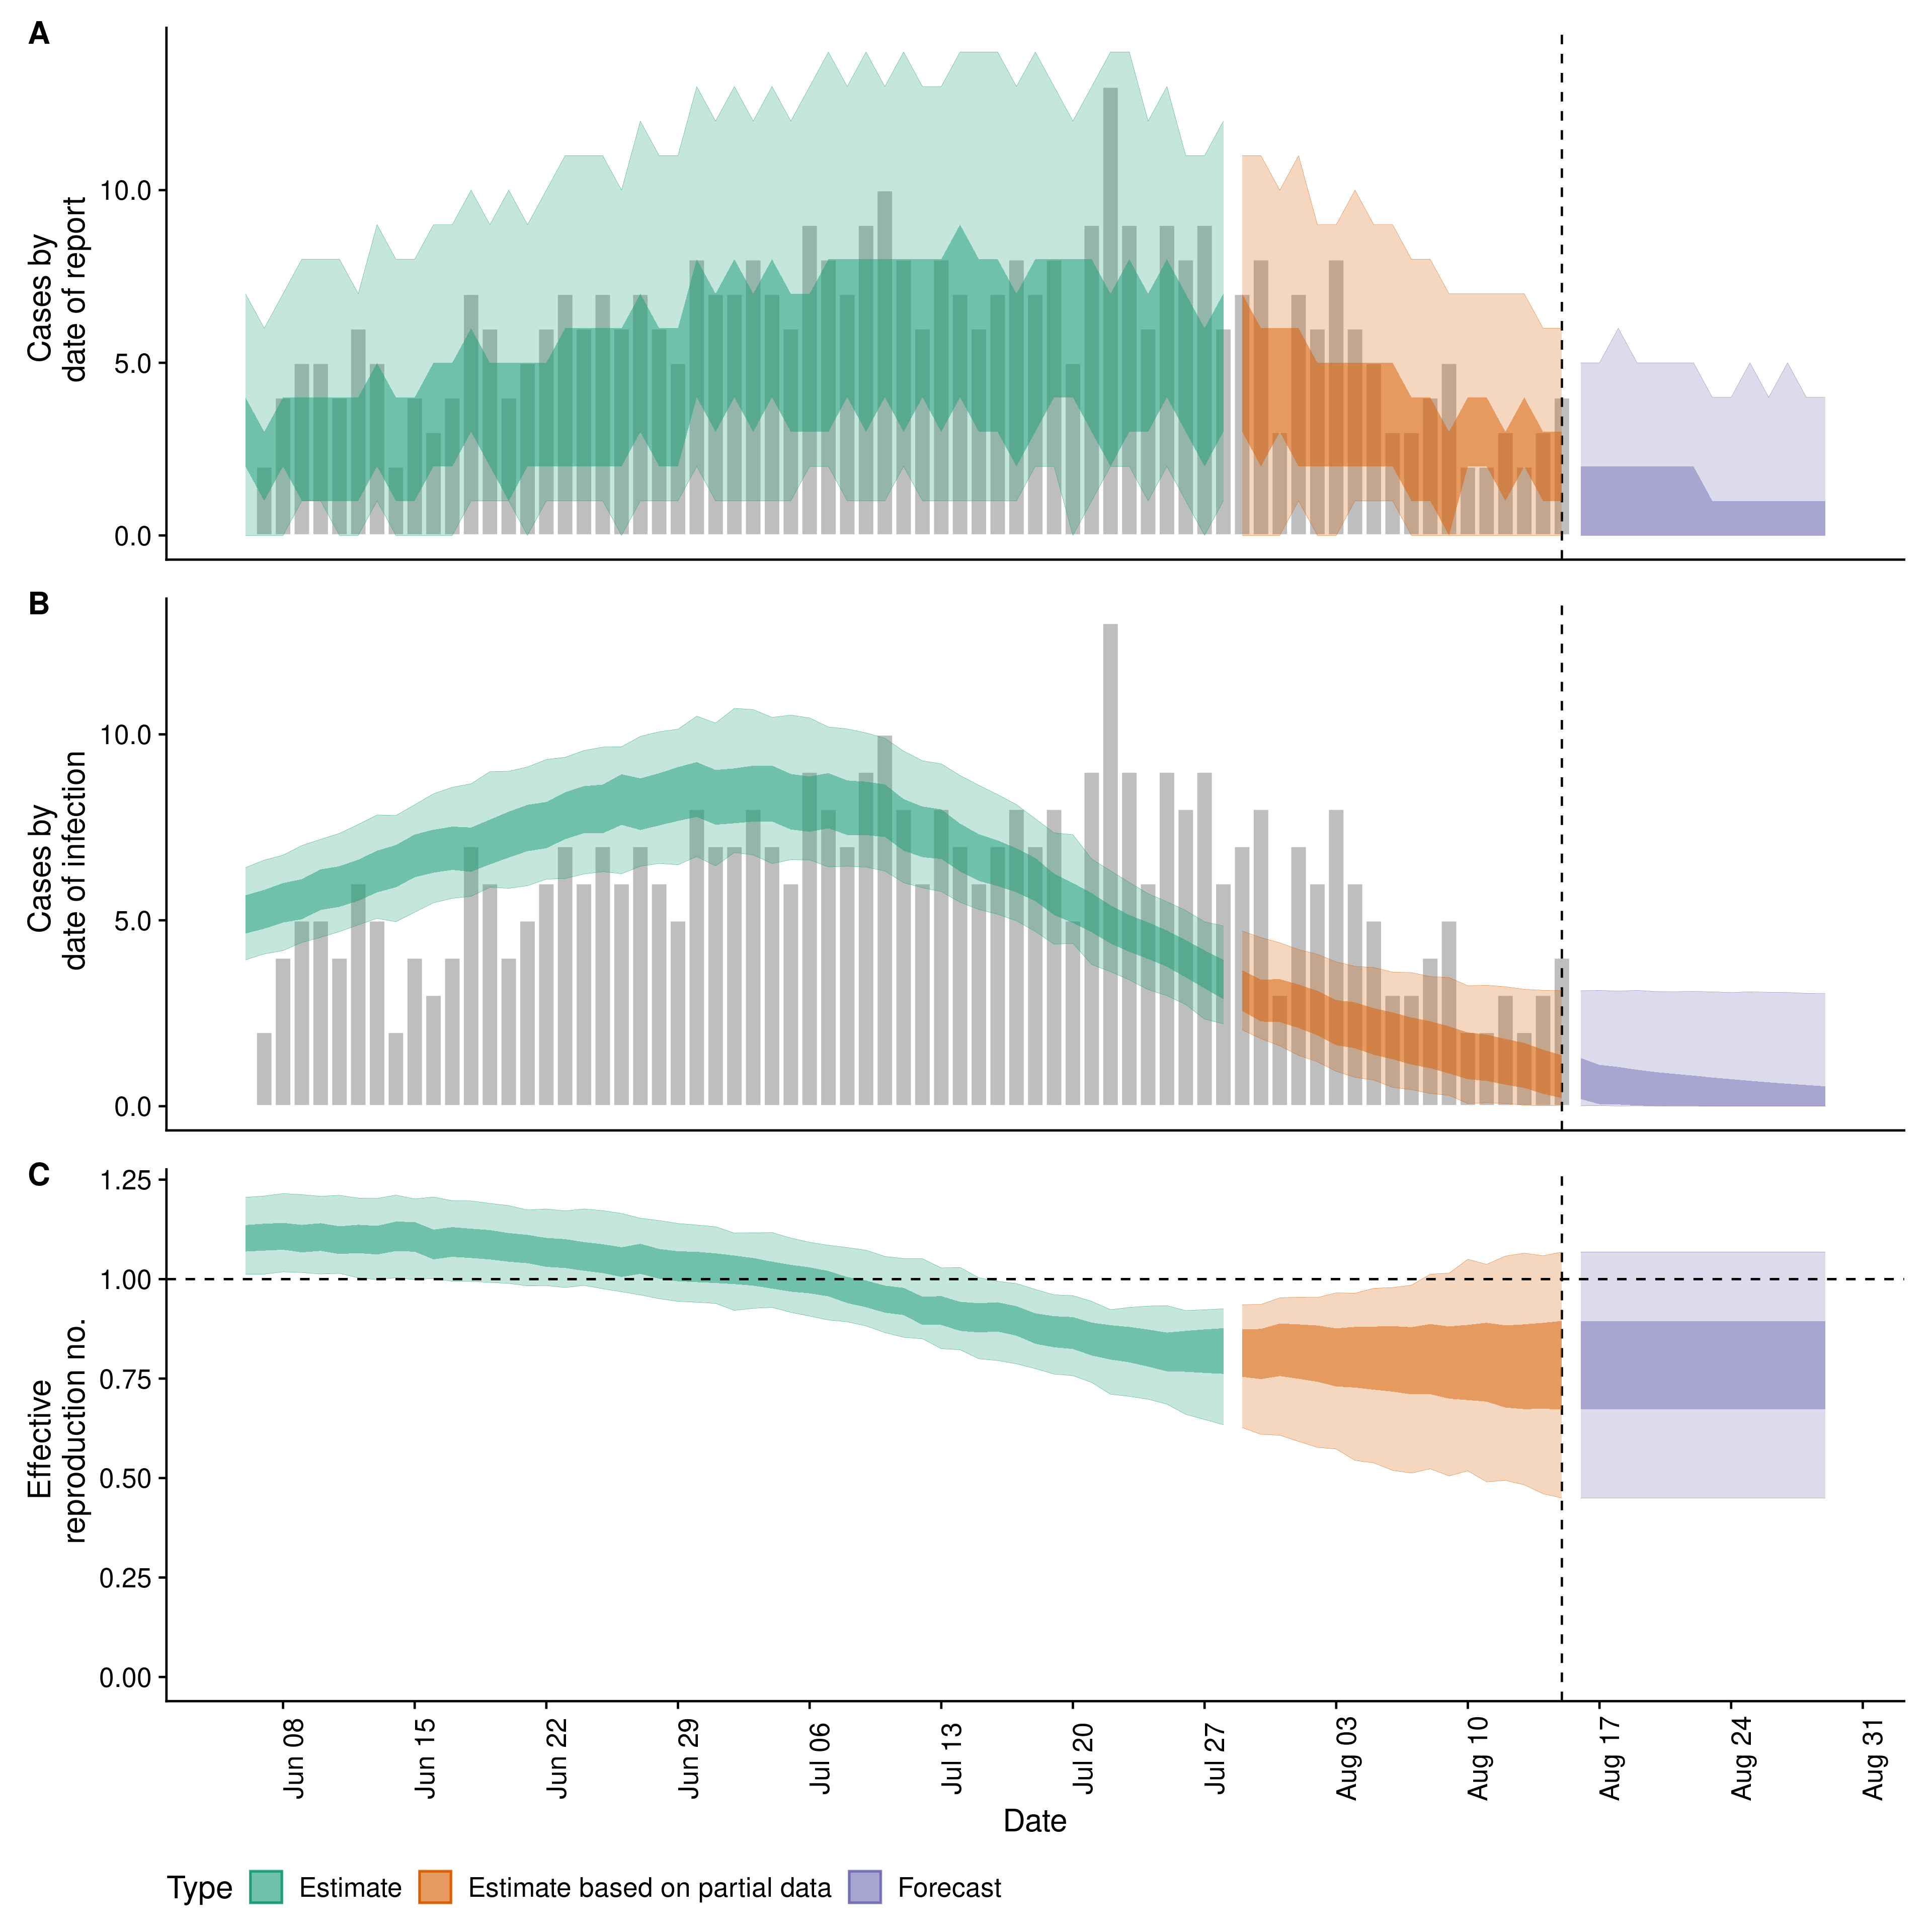 A
Cases by
date of report
10.0
5.0
0.0
B
Cases by
date of infection
10.0
5.0
0.0
C
Effective
reproduction no.
1.25
1.00
0.75
0.50
0.25
0.00
Jun 08
Jun 15
Jun 22
Jun 29
Jul 06
Jul 13
Jul 20
Jul 27
Aug 03
Aug 10
Aug 17
Aug 24
Aug 31
Date
Type Estimate Estimate based on partial data Forecast